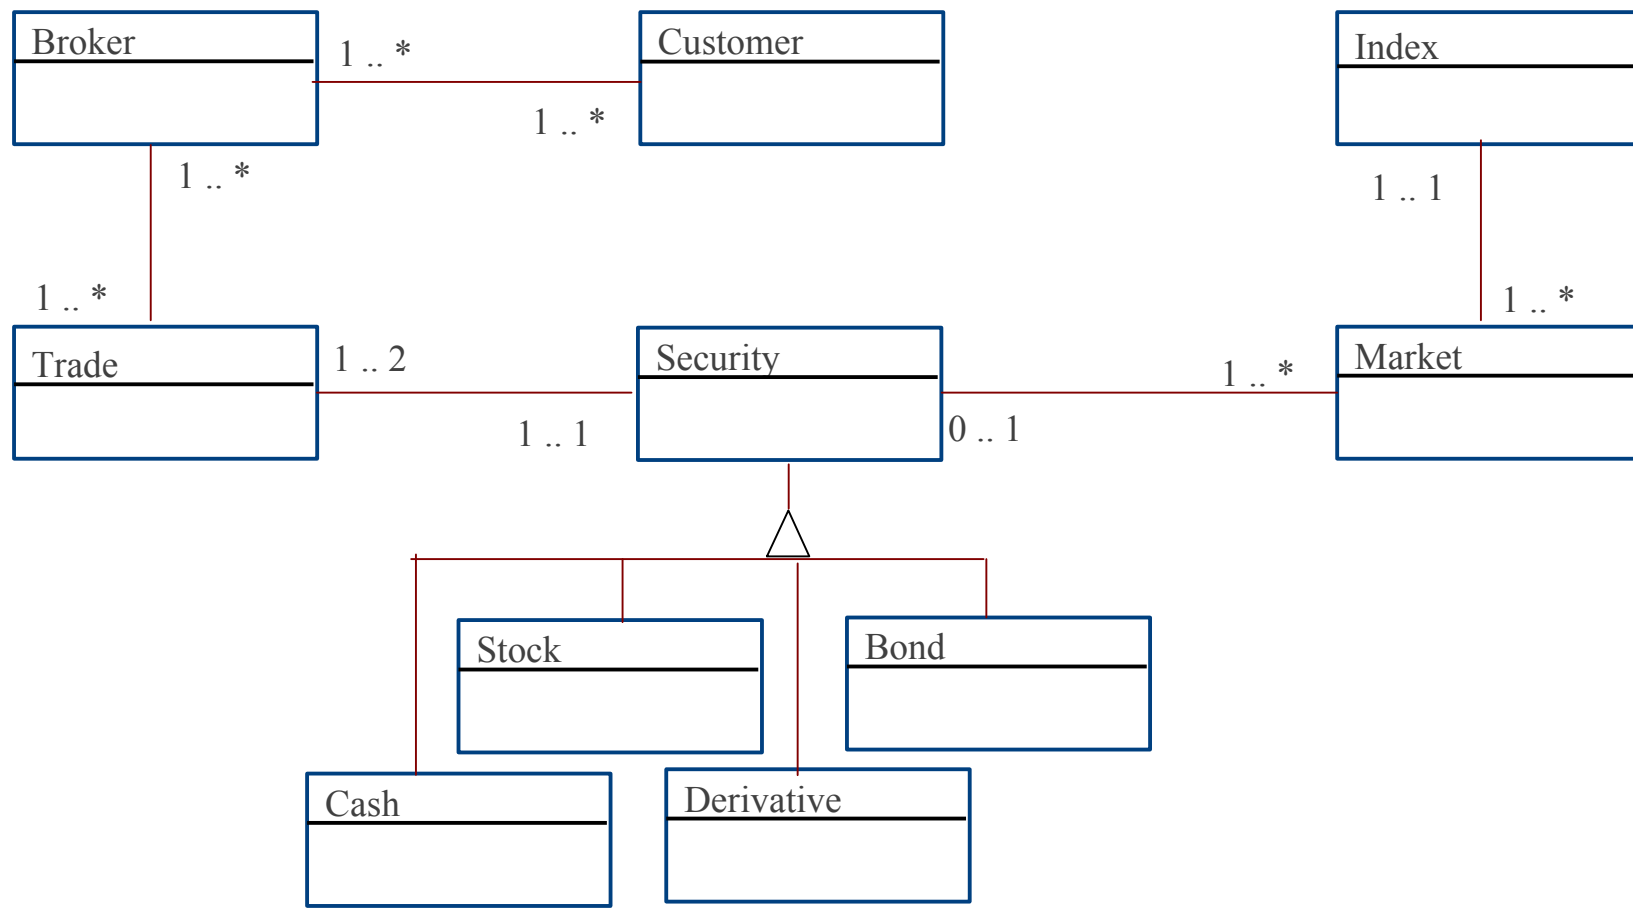 Broker
1 .. *
Customer
Index
1 .. *
1 .. *
1 .. 1
1 .. *
1 .. *
Trade
1 .. 2
Security
1 .. *
Market
1 .. 1
0 .. 1
Stock
Bond
Cash
Derivative